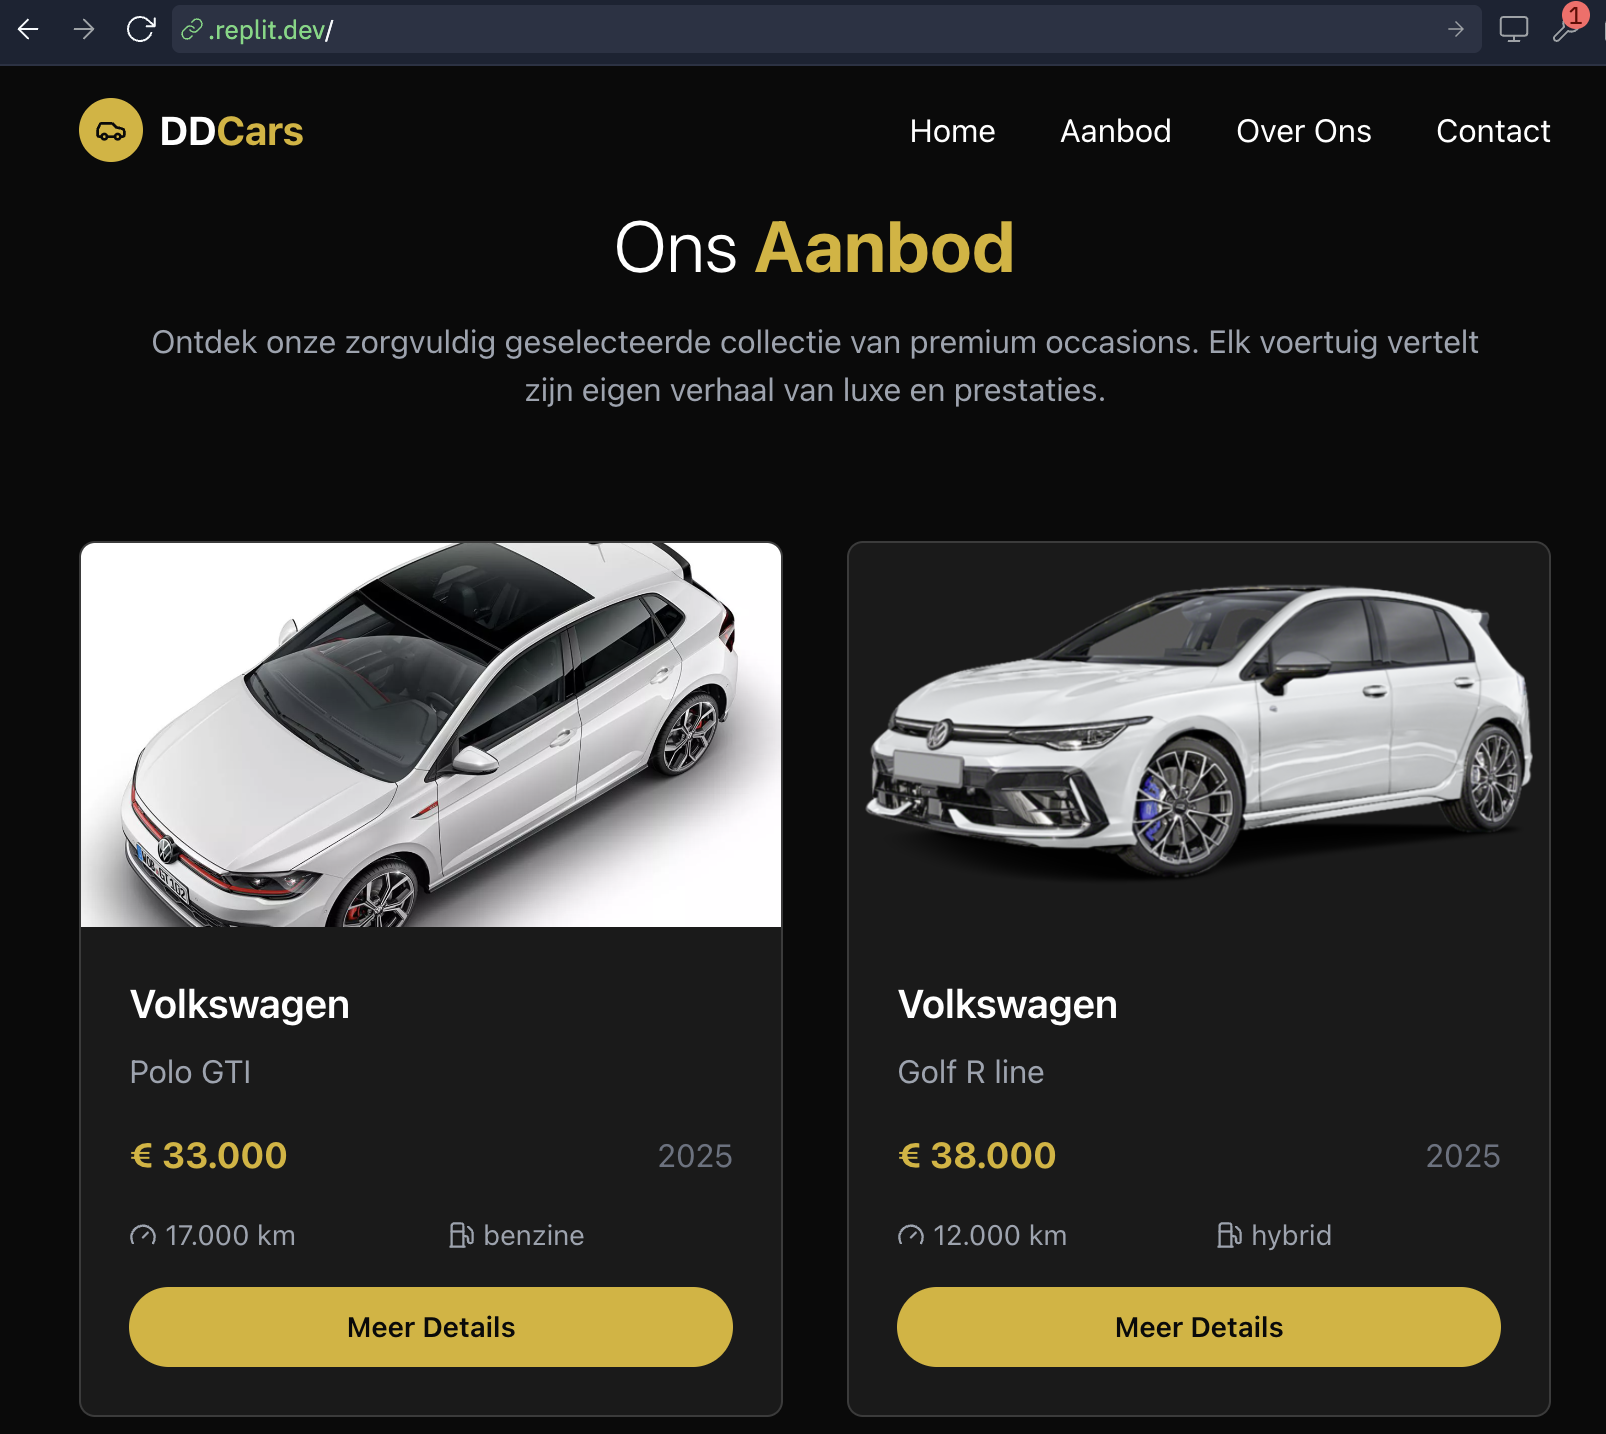 .replit.dev/
1
DDCars
Home Aanbod Over Ons Contact
Ons Aanbod
Ontdek onze zorgvuldig geselecteerde collectie van premium occasions. Elk voertuig vertelt
zijn eigen verhaal van luxe en prestaties.
Volkswagen
Polo GTI
€ 33.000 2025
17.000 km benzine
Meer Details
Volkswagen
Golf R line
€ 38.000 2025
12.000 km hybrid
Meer Details